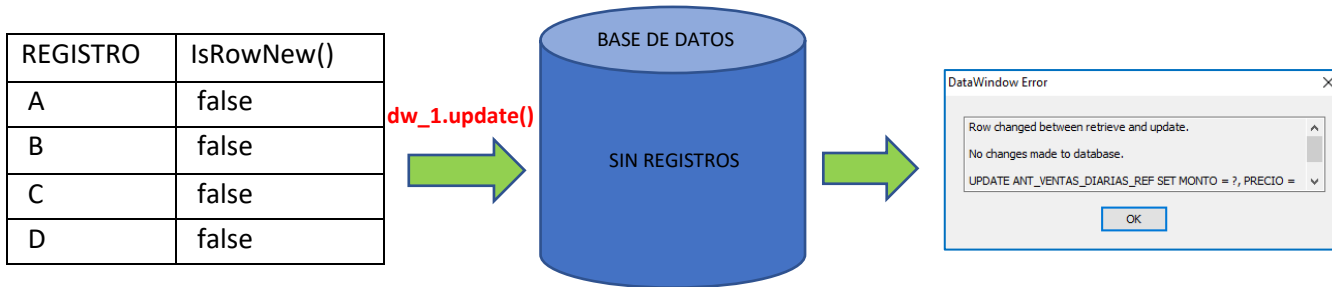 REGISTRO IsRowNew()
A false
B false
C false
D false
dw_1.update()
BASE DE DATOS
SIN REGISTROS
DataWindow Error
Row changed between retrieve and update.
No changes made to database.
UPDATE ANT_VENTAS_DIARIAS_REF SET MONTO = ?, PRECIO =
OK